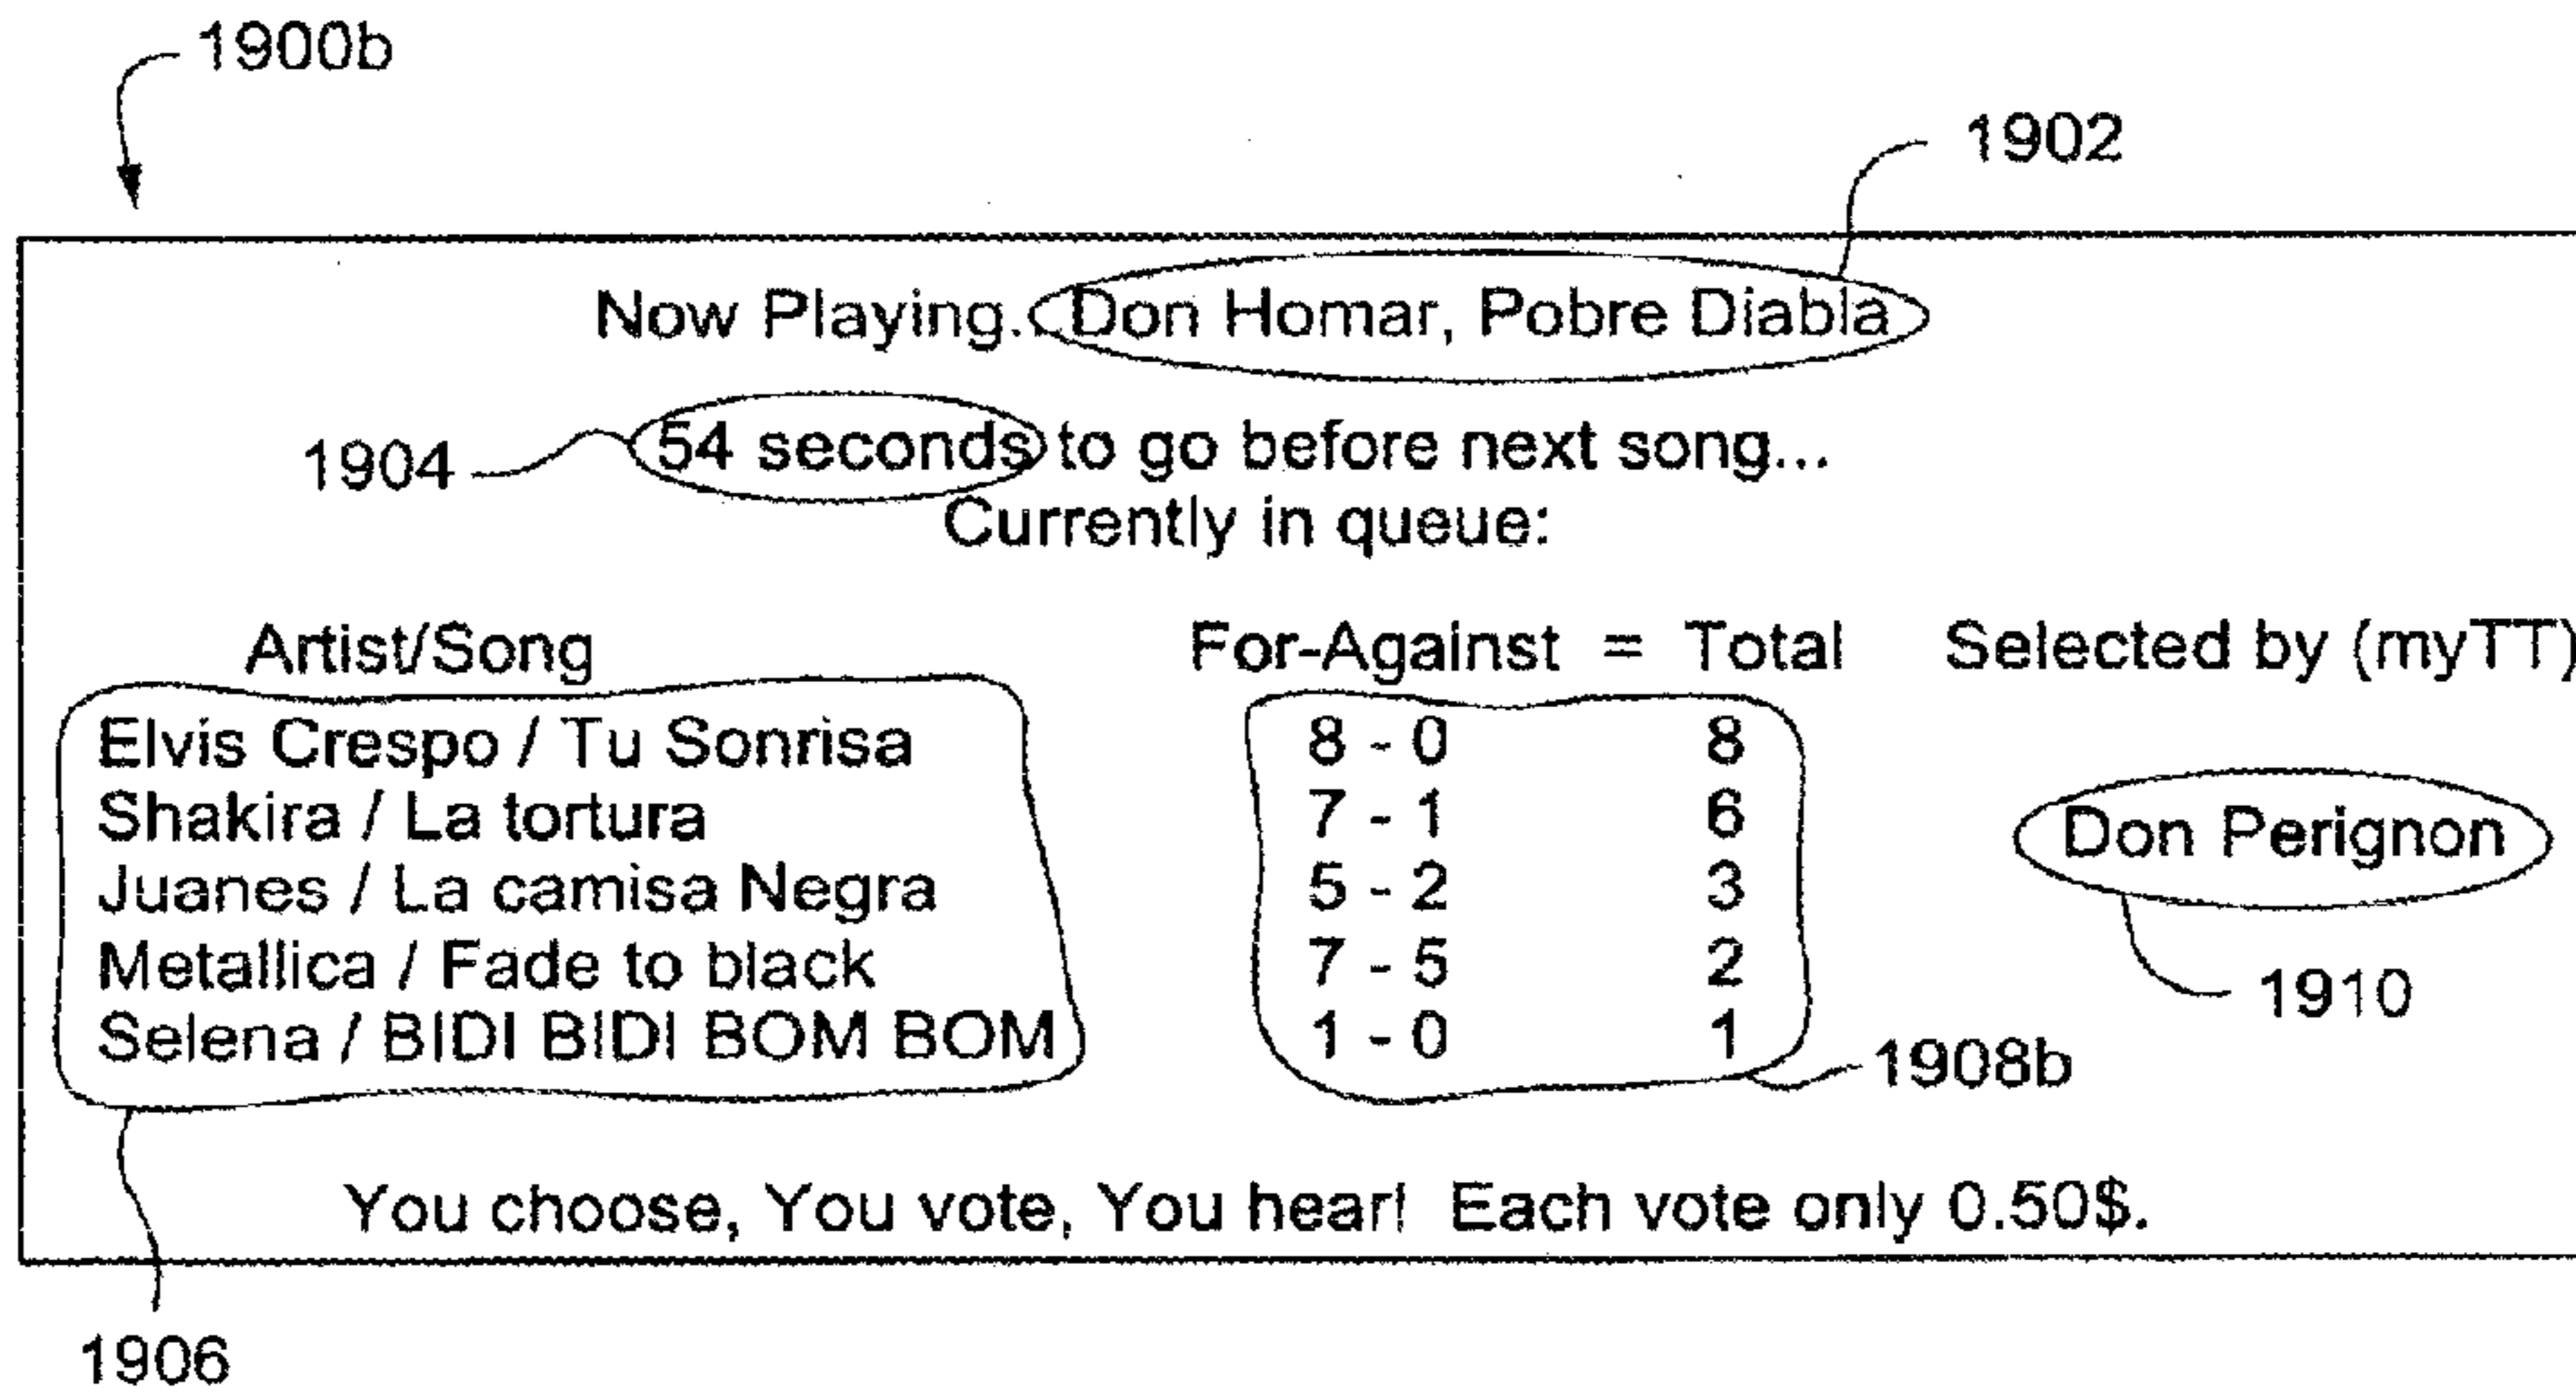 1900b
1902
Now Playing.. Don Homar, Pobre Diabla
1904 54 seconds to go before next song...
Currently in queue:
Artist/Song For-Against = Total Selected by (myTT)
Elvis Crespo / Tu Sonrisa 8 - 0 8
Shakira / La tortura 7 - 1 6 Don Perignon
Juanes / La camisa Negra 5 - 2 3
Metallica / Fade to black 7 - 5 2 1910
Selena / BIDI BIDI BOM BOM 1 - 0 1 1908b
You choose, You vote, You hear! Each vote only 0.50$.
1906